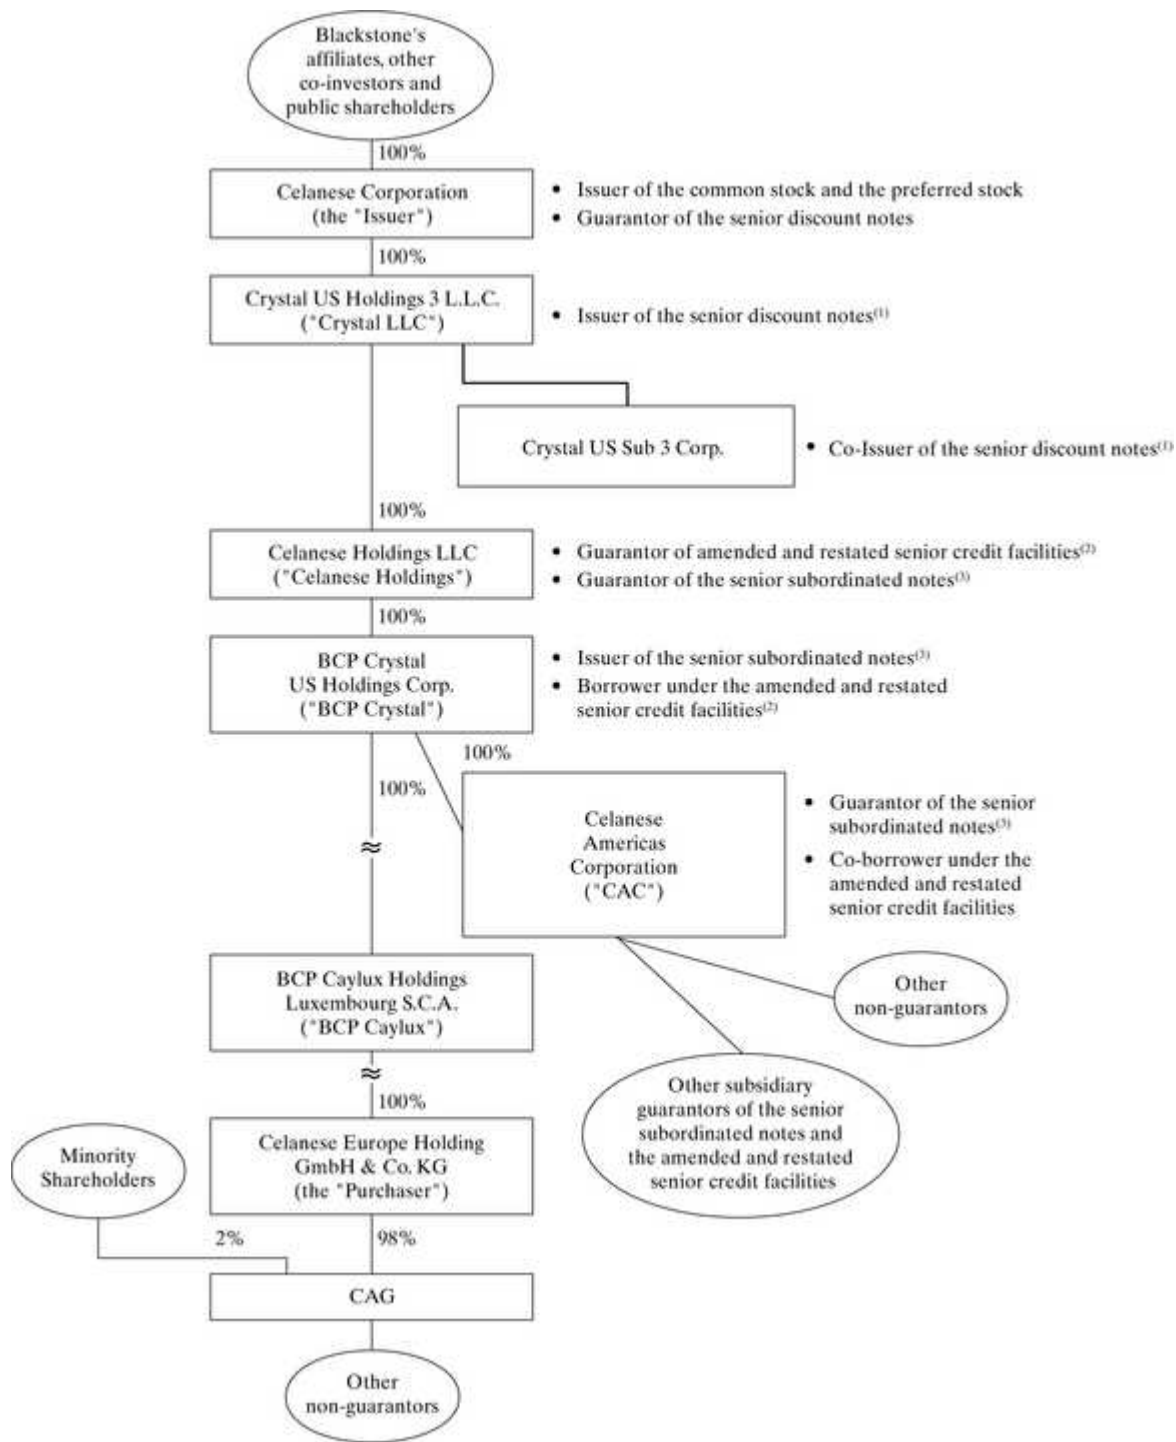 Blackstone's
affiliates, other
co-investors and
public shareholders
100%
Celanese Corporation
(the "Issuer")
• Issuer of the common stock and the preferred stock
• Guarantor of the senior discount notes
100%
Crystal US Holdings 3 L.L.C.
("Crystal LLC")
• Issuer of the senior discount notes(1)
Crystal US Sub 3 Corp.
• Co-Issuer of the senior discount notes(1)
100%
Celanese Holdings LLC
("Celanese Holdings")
• Guarantor of amended and restated senior credit facilities(2)
• Guarantor of the senior subordinated notes(3)
100%
BCP Crystal
US Holdings Corp.
("BCP Crystal")
• Issuer of the senior subordinated notes(3)
• Borrower under the amended and restated
senior credit facilities(2)
100%
100%
Celanese
Americas
Corporation
("CAC")
• Guarantor of the senior
subordinated notes(3)
• Co-borrower under the
amended and restated
senior credit facilities
≈
BCP Caylux Holdings
Luxembourg S.C.A.
("BCP Caylux")
Other
non-guarantors
≈
100%
Other subsidiary
guarantors of the senior
subordinated notes and
the amended and restated
senior credit facilities
Celanese Europe Holding
GmbH & Co. KG
(the "Purchaser")
Minority
Shareholders
2%
98%
CAG
Other
non-guarantors